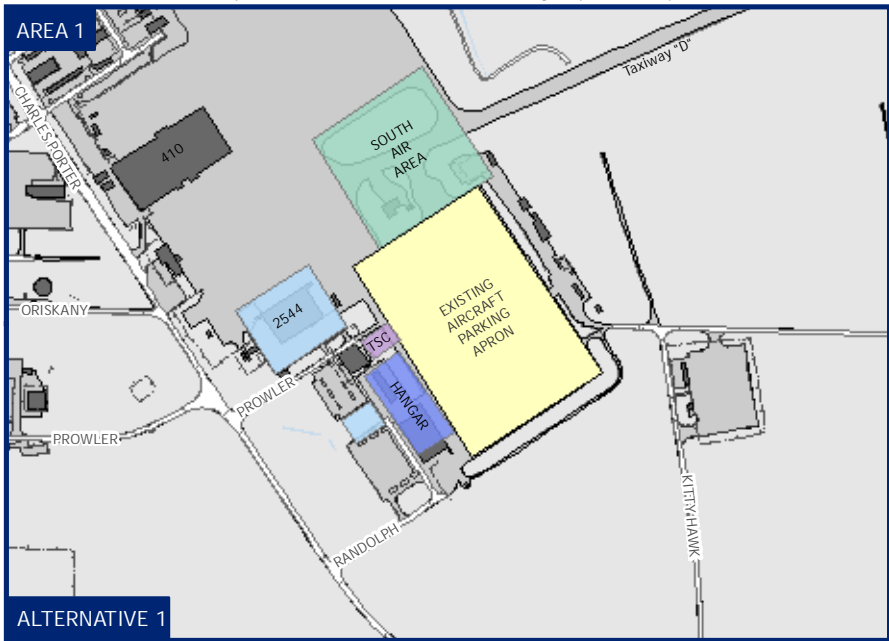 AREA 1
Taxiway "D"
CHARLES PORTER
410
SOUTH
AIR
AREA
EXISTING
AIRCRAFT
PARKING
APRON
ORISKANY
2544
TSC
PROWLER
HANGAR
PROWLER
KITTY HAWK
RANDOLPH
ALTERNATIVE 1